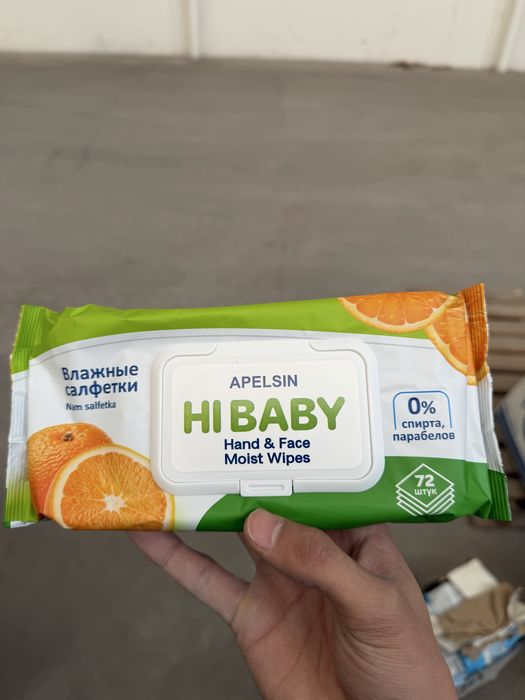 Влажные
салфетки
Nam salfetka
APELSIN
HI BABY
Hand & Face
Moist Wipes
0%
спирта,
парабелов
72
штук